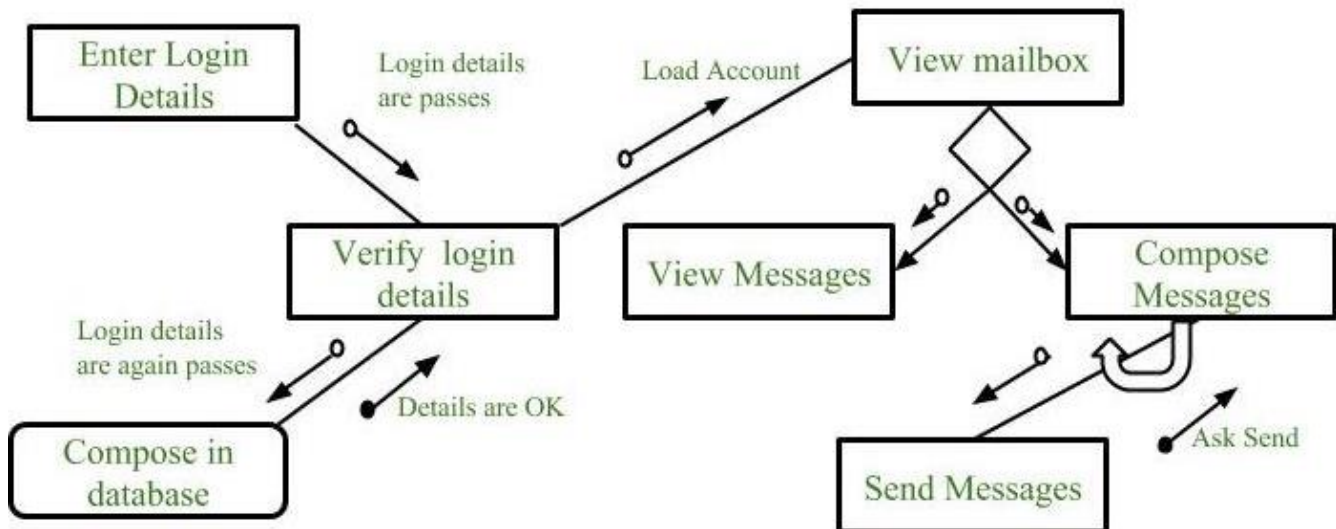 Enter Login
Details
Login details
are passes
Load Account
View mailbox
Verify login
details
View Messages
Compose
Messages
Login details
are again passes
Details are OK
Compose in
database
Send Messages
Ask Send